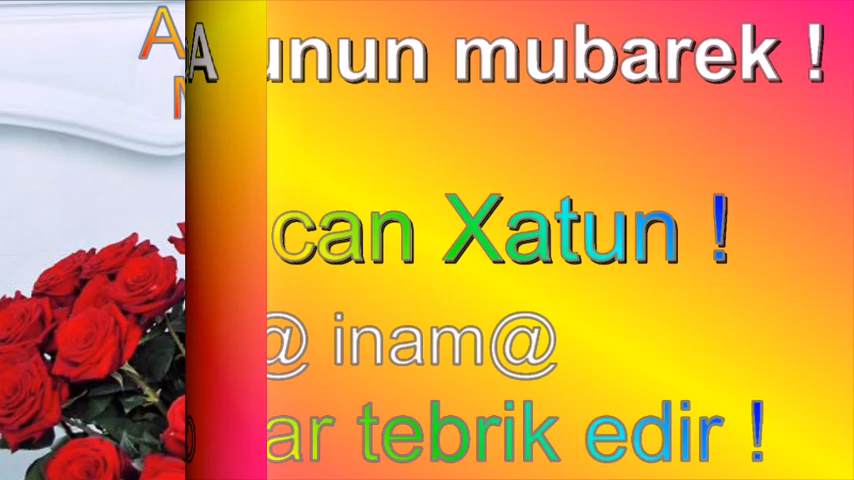 unun mubarek !
can Xatun !
@ inam@
ar tebrik edir !